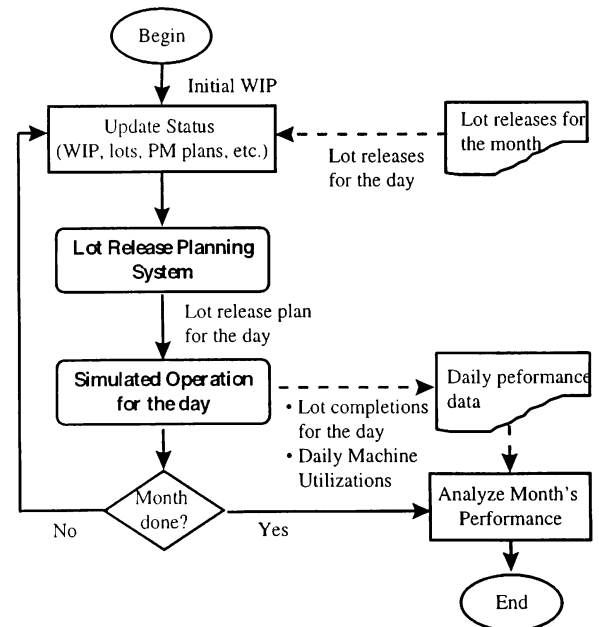 Begin
Initial WIP
Update Status
(WIP, lots, PM plans, etc.)
Lot releases for
the month
Lot releases
for the day
Lot Release Planning
System
Lot release plan
for the day
Simulated Operation
for the day
Daily peformance
data
• Lot completions
for the day
• Daily Machine
Utilizations
Month
done?
No
Yes
Analyze Month's
Performance
End